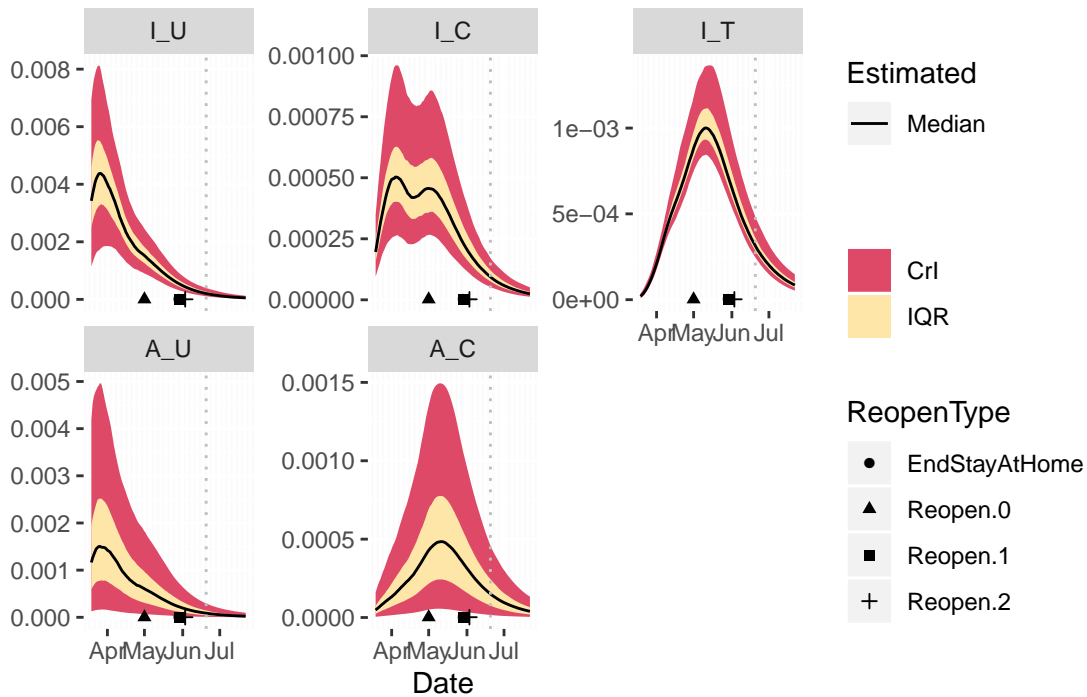 I_U
I_C
I_T
0.008
0.006
0.004
0.002
0.000
0.00100
0.00075
0.00050
0.00025
0.00000
1e−03
5e−04
0e+00
Apr May Jun Jul
A_U
A_C
0.005
0.004
0.003
0.002
0.001
0.000
0.0015
0.0010
0.0005
0.0000
Apr May Jun Jul
Apr May Jun Jul
Date
Estimated
Median
CrI
IQR
ReopenType
EndStayAtHome
Reopen.0
Reopen.1
Reopen.2